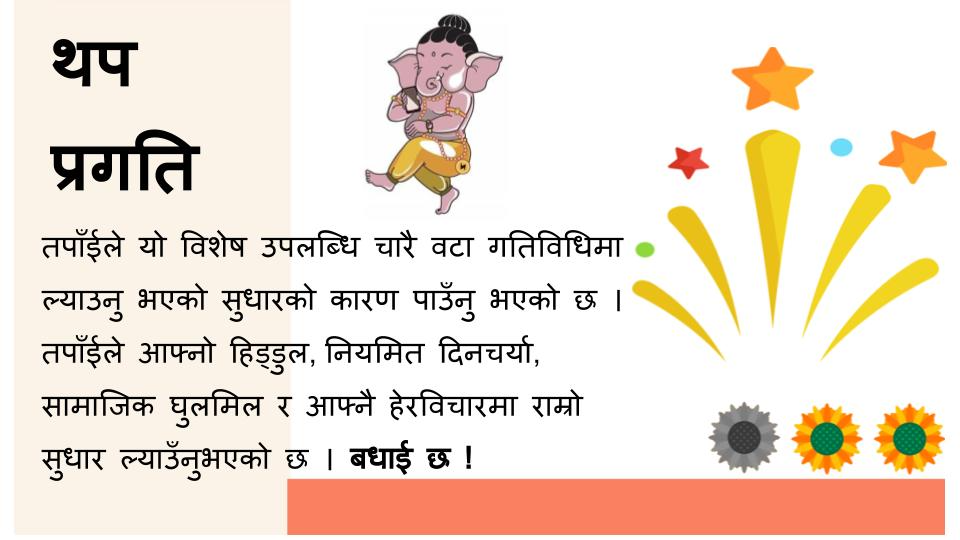 थप
प्रगति
तपाँईले यो विशेष उपलब्धि चारै वटा गतिविधिमा
ल्याउनु भएको सुधारको कारण पाउँनु भएको छ ।
तपाँईले आफ्नो हिड्डुल, नियमित दिनचर्या,
सामाजिक घुलमिल र आफ्नै हेरविचारमा राम्रो
सुधार ल्याउँनुभएको छ । बधाई छ !